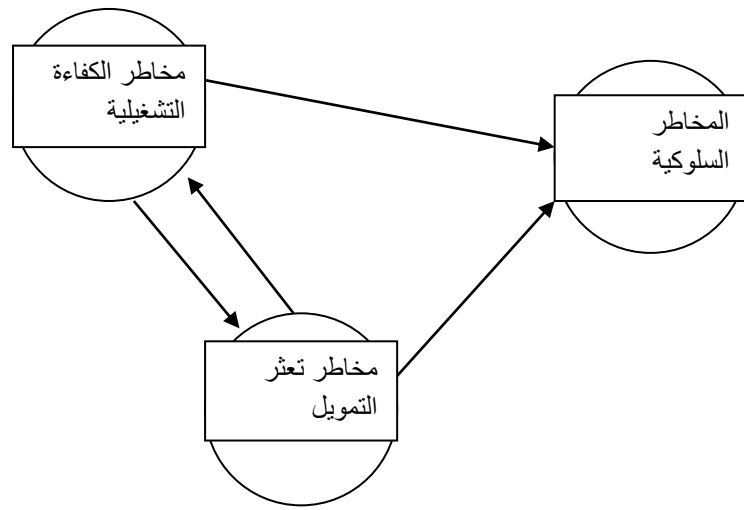 مخاطر الكفاءة
التشغيلية
المخاطر
السلوكية
مخاطر تعثر
التمويل